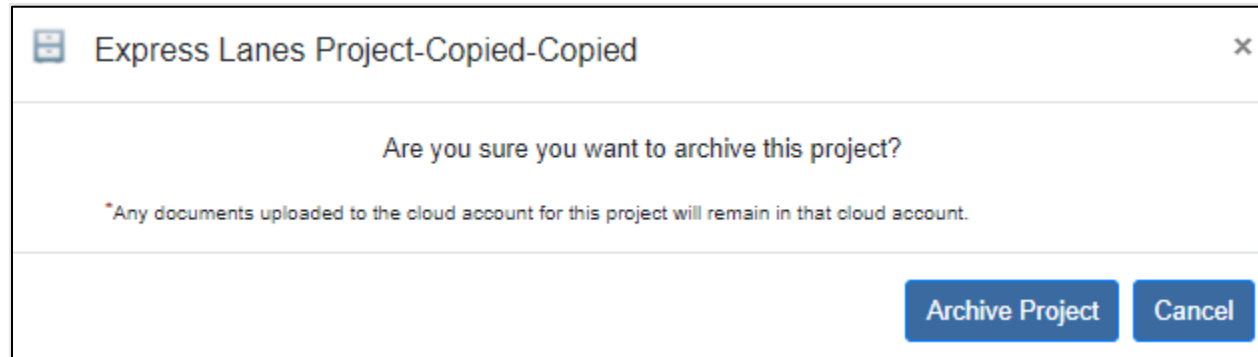 Express Lanes Project-Copied-Copied
×
Are you sure you want to archive this project?
*Any documents uploaded to the cloud account for this project will remain in that cloud account.
Archive Project
Cancel